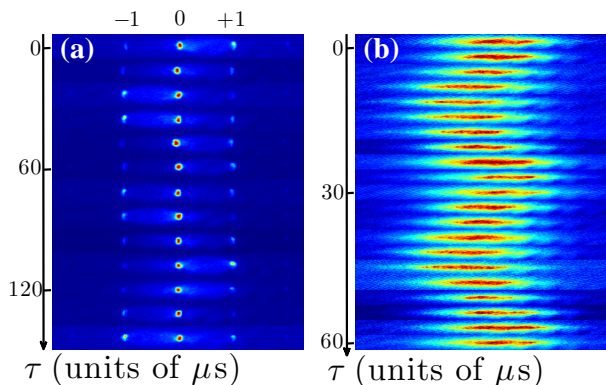 −1 0 +1
(a) (b)
0 0
60 30
120 60
τ (units of μs) τ (units of μs)